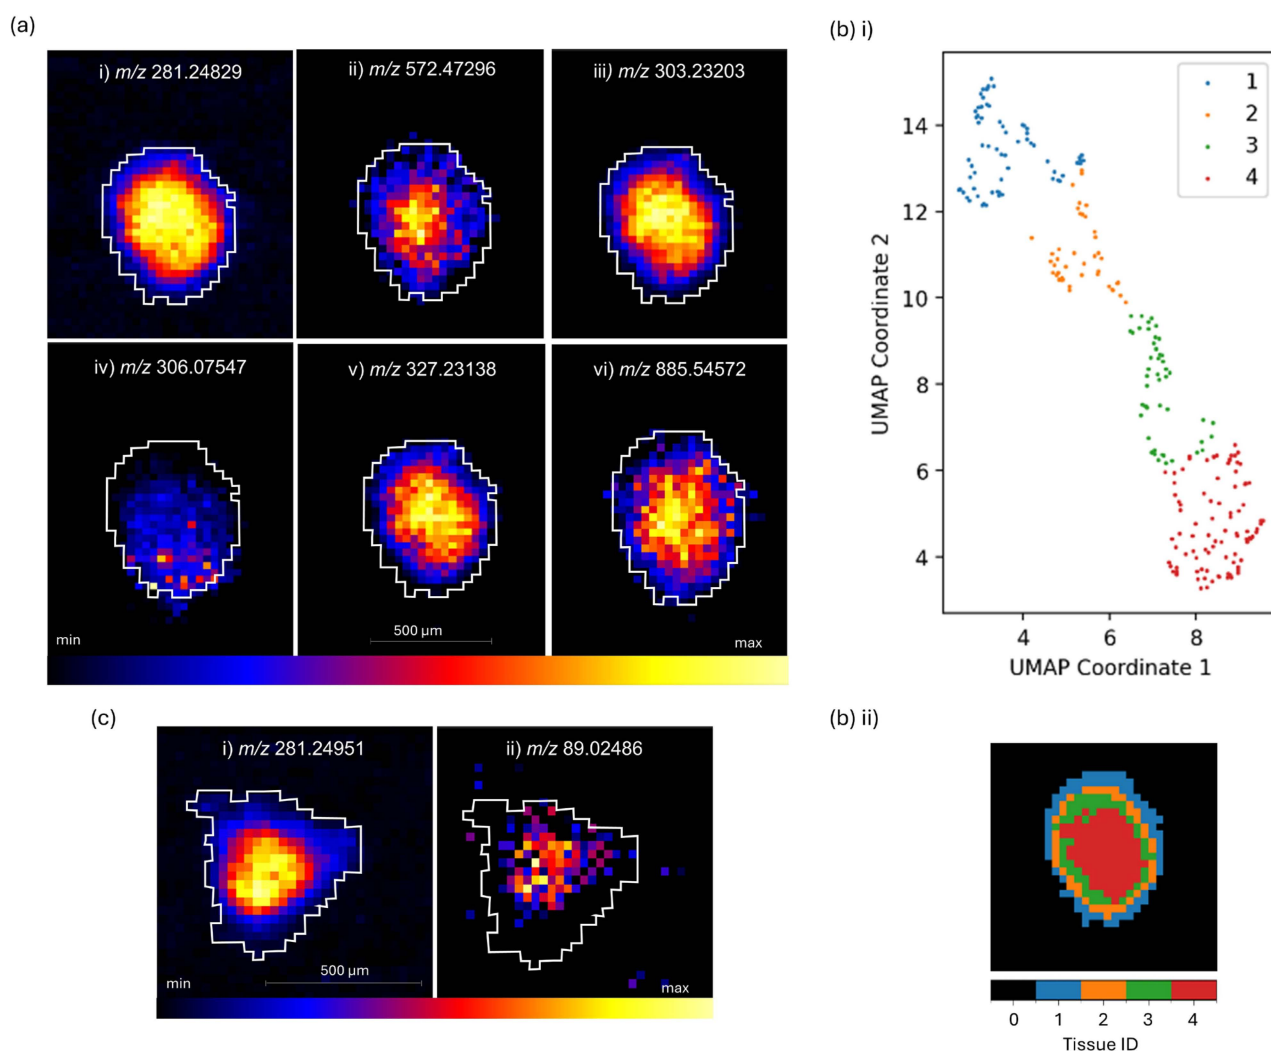 (a)
i) m/z 281.24829
ii) m/z 572.47296
iii) m/z 303.23203
iv) m/z 306.07547
v) m/z 327.23138
vi) m/z 885.54572
min
500 µm
max
(b) i)
1
2
3
4
14
12
10
8
6
4
UMAP Coordinate 2
4
6
8
UMAP Coordinate 1
(c)
i) m/z 281.24951
ii) m/z 89.02486
500 µm
min
max
(b) ii)
0
1
2
3
4
Tissue ID